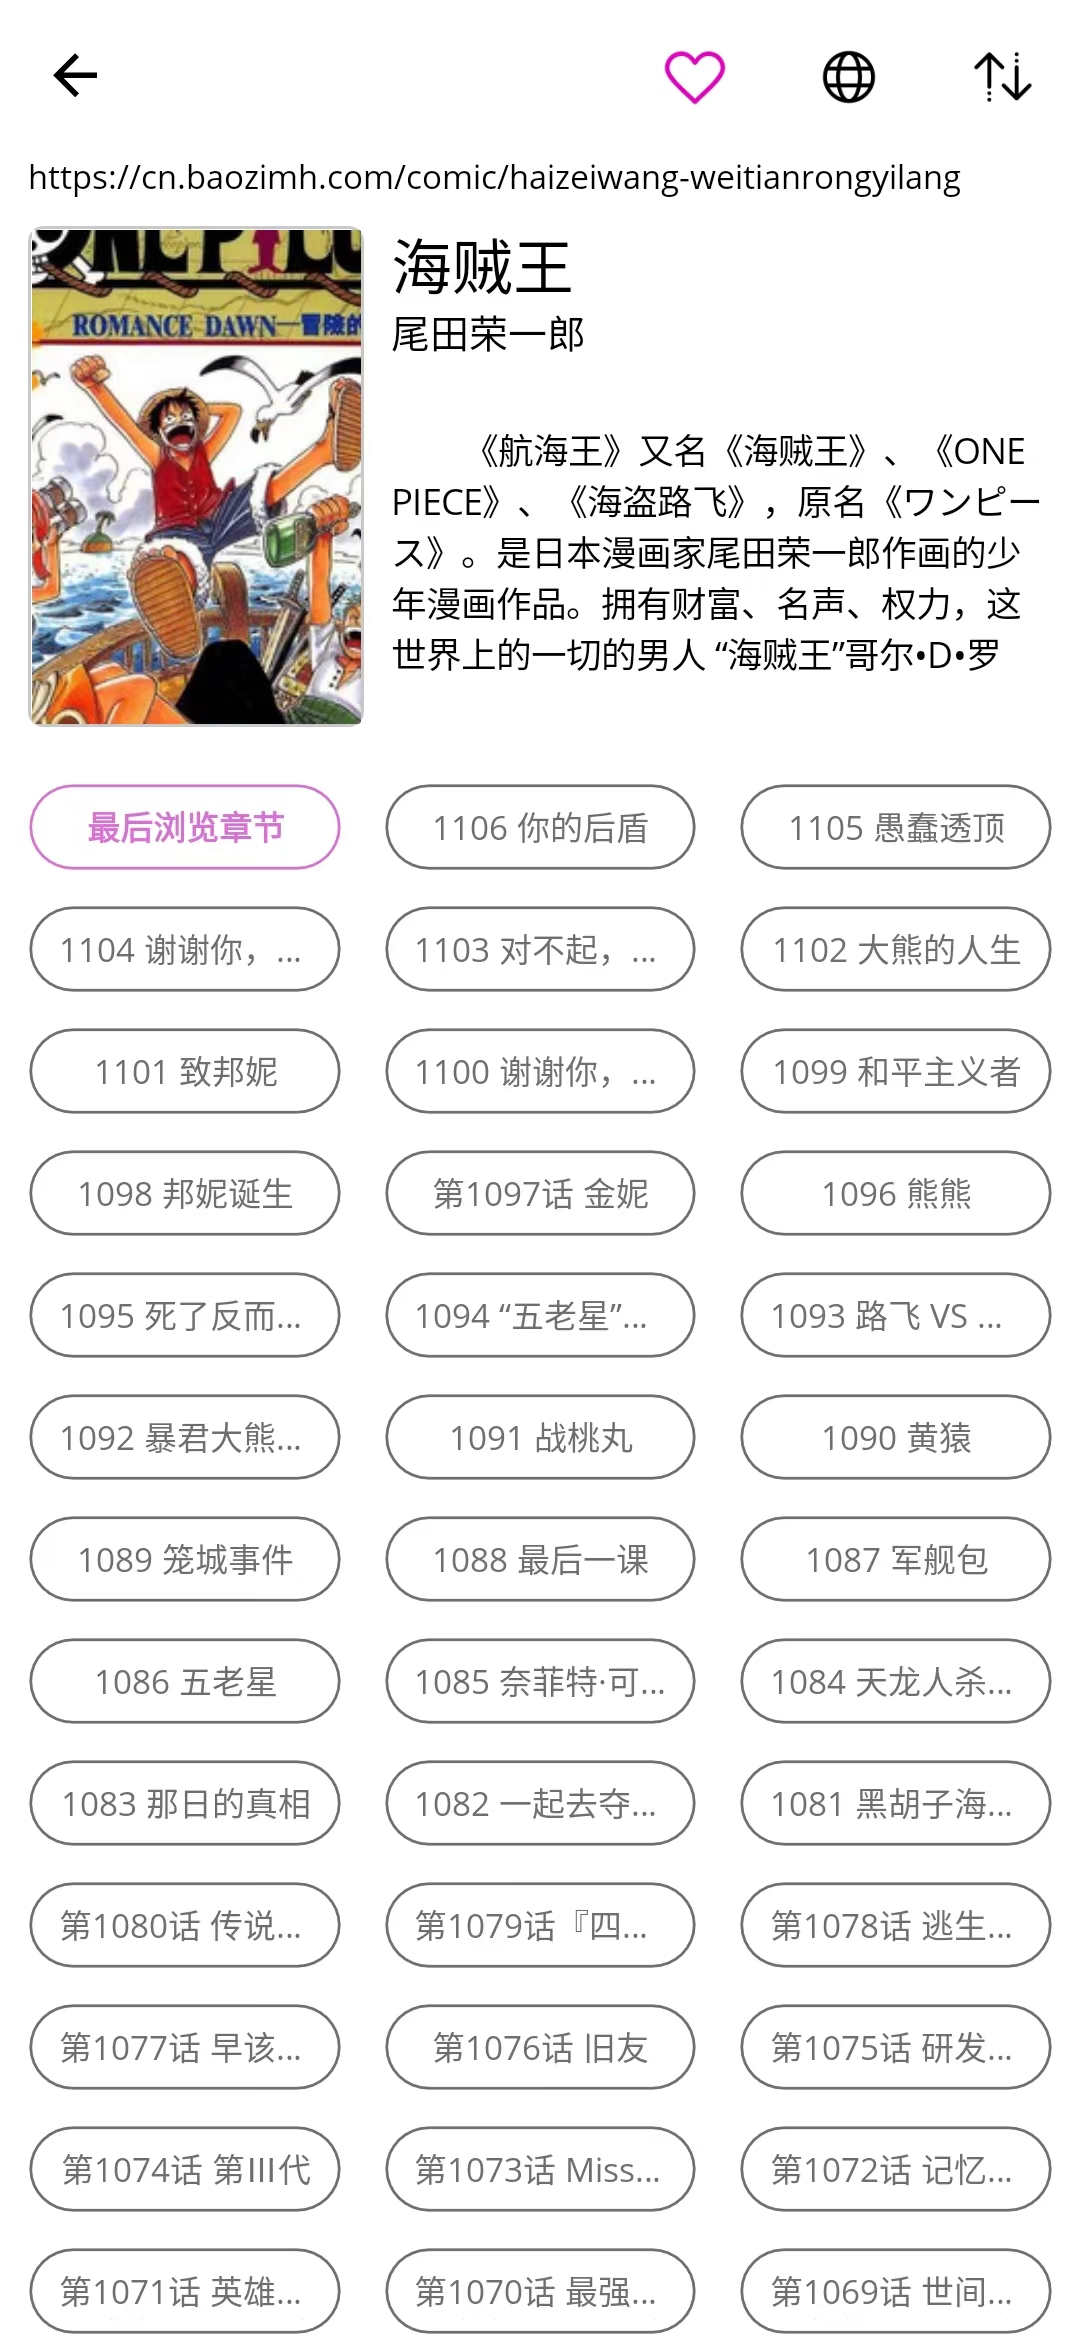 https://cn.baozimh.com/comic/haizeiwang-weitianrongyilang
ROMANCE DAWN—冒險的
海贼王
尾田荣一郎
《航海王》又名《海贼王》、《ONE
PIECE》、《海盗路飞》，原名《ワンピー
ス》。是日本漫画家尾田荣一郎作画的少
年漫画作品。拥有财富、名声、权力，这
世界上的一切的男人 “海贼王”哥尔•D•罗
最后浏览章节
1106 你的后盾
1105 愚蠢透顶
1104 谢谢你，...
1103 对不起，...
1102 大熊的人生
1101 致邦妮
1100 谢谢你，...
1099 和平主义者
1098 邦妮诞生
第1097话 金妮
1096 熊熊
1095 死了反而...
1094 “五老星”...
1093 路飞 VS ...
1092 暴君大熊...
1091 战桃丸
1090 黄猿
1089 笼城事件
1088 最后一课
1087 军舰包
1086 五老星
1085 奈菲特·可...
1084 天龙人杀...
1083 那日的真相
1082 一起去夺...
1081 黑胡子海...
第1080话 传说...
第1079话『四...
第1078话 逃生...
第1077话 早该...
第1076话 旧友
第1075话 研发...
第1074话 第III代
第1073话 Miss...
第1072话 记忆...
第1071话 英雄...
第1070话 最强...
第1069话 世间...